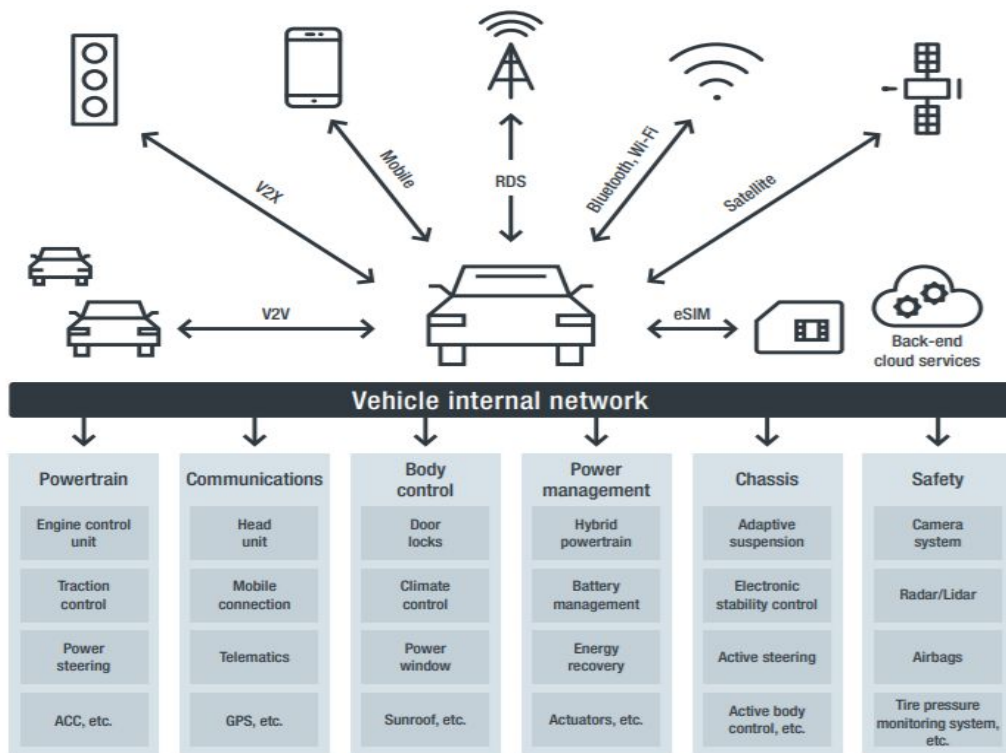 V2X
Mobile
RDS
Bluetooth, Wi-Fi
Satellite
V2V
eSIM
Back-end
cloud services
Vehicle internal network
Powertrain
Engine control
unit
Traction
control
Power
steering
ACC, etc.
Communications
Head
unit
Mobile
connection
Telematics
GPS, etc.
Body
control
Door
locks
Climate
control
Power
window
Sunroof, etc.
Power
management
Hybrid
powertrain
Battery
management
Energy
recovery
Actuators, etc.
Chassis
Adaptive
suspension
Electronic
stability control
Active steering
Active body
control, etc.
Safety
Camera
system
Radar/Lidar
Airbags
Tire pressure
monitoring system,
etc.